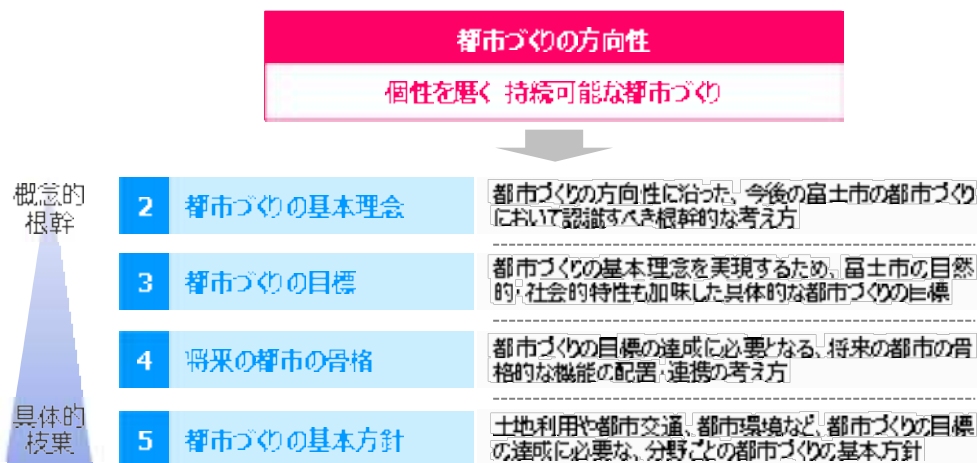 都市づくりの方向性
個性を磨く 持続可能な都市づくり
概念的
根幹
2 都市づくりの基本理念
都市づくりの方向性に沿った、今後の富士市の都市づくり
において認識すべき根幹的な考え方
3 都市づくりの目標
都市づくりの基本理念を実現するため、富士市の自然
的・社会的特性も加味した具体的な都市づくりの目標
4 将来の都市の骨格
都市づくりの目標の達成に必要となる、将来の都市の骨
格的な機能の配置・連携の考え方
具体的
枝葉
5 都市づくりの基本方針
土地利用や都市交通、都市環境など、都市づくりの目標
の達成に必要な、分野ごとの都市づくりの基本方針